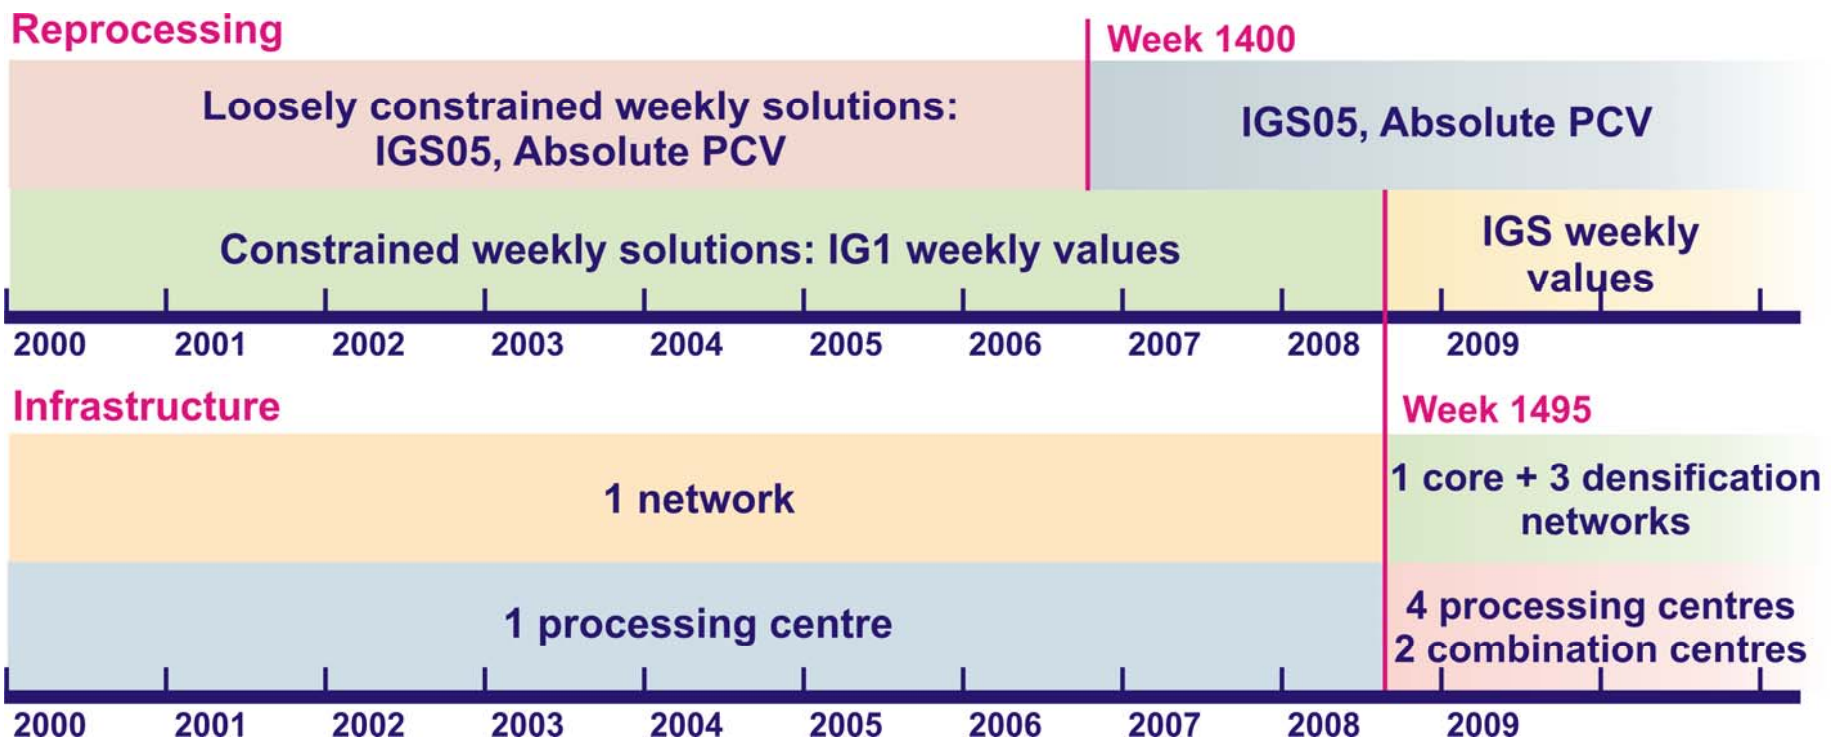 Reprocessing
Week 1400
Loosely constrained weekly solutions:
IGS05, Absolute PCV
IGS05, Absolute PCV
Constrained weekly solutions: IG1 weekly values
IGS weekly
values
2000 2001 2002 2003 2004 2005 2006 2007 2008 2009
Infrastructure
Week 1495
1 network
1 core + 3 densification
networks
1 processing centre
4 processing centres
2 combination centres
2000 2001 2002 2003 2004 2005 2006 2007 2008 2009